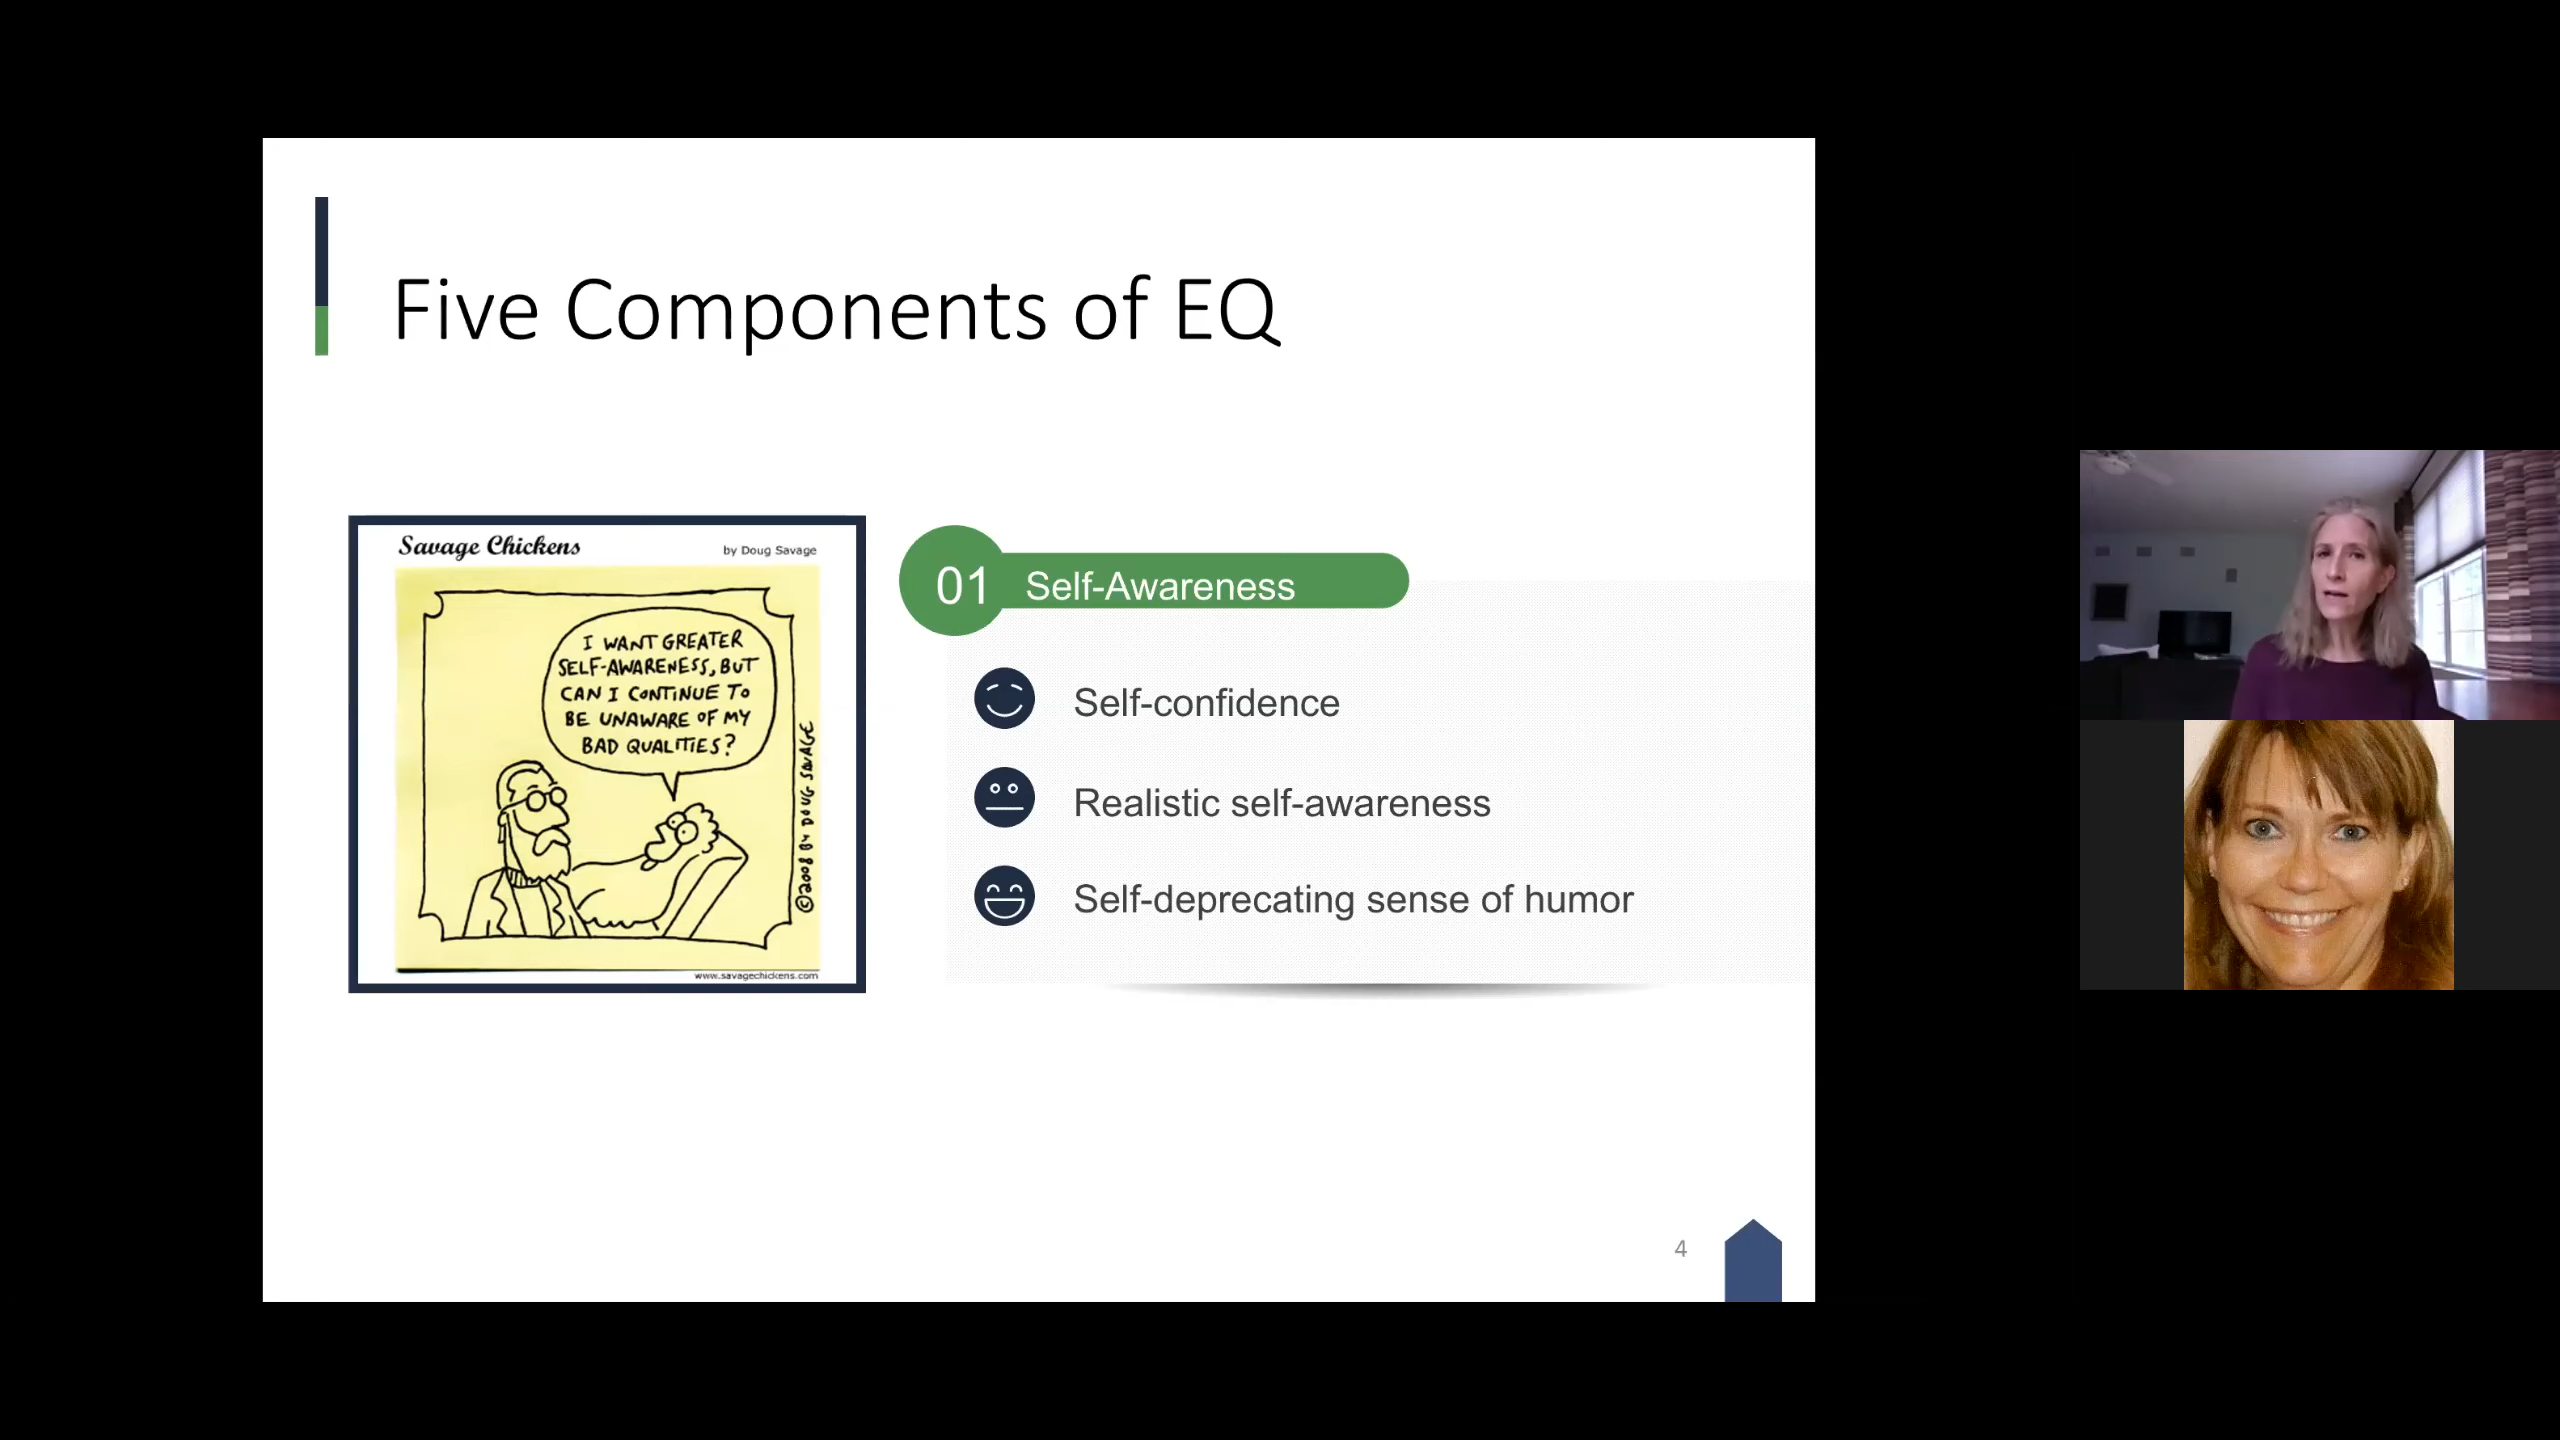 Five Components of EQ
Savage Chickens
by Doug Savage
I WANT GREATER
SELF-AWARENESS, BUT
CAN I CONTINUE TO
BE UNAWARE OF MY
BAD QUALITIES?
©2008 BY DOUG SAVAGE
www.savagechickens.com
01 Self-Awareness
Self-confidence
Realistic self-awareness
Self-deprecating sense of humor
4